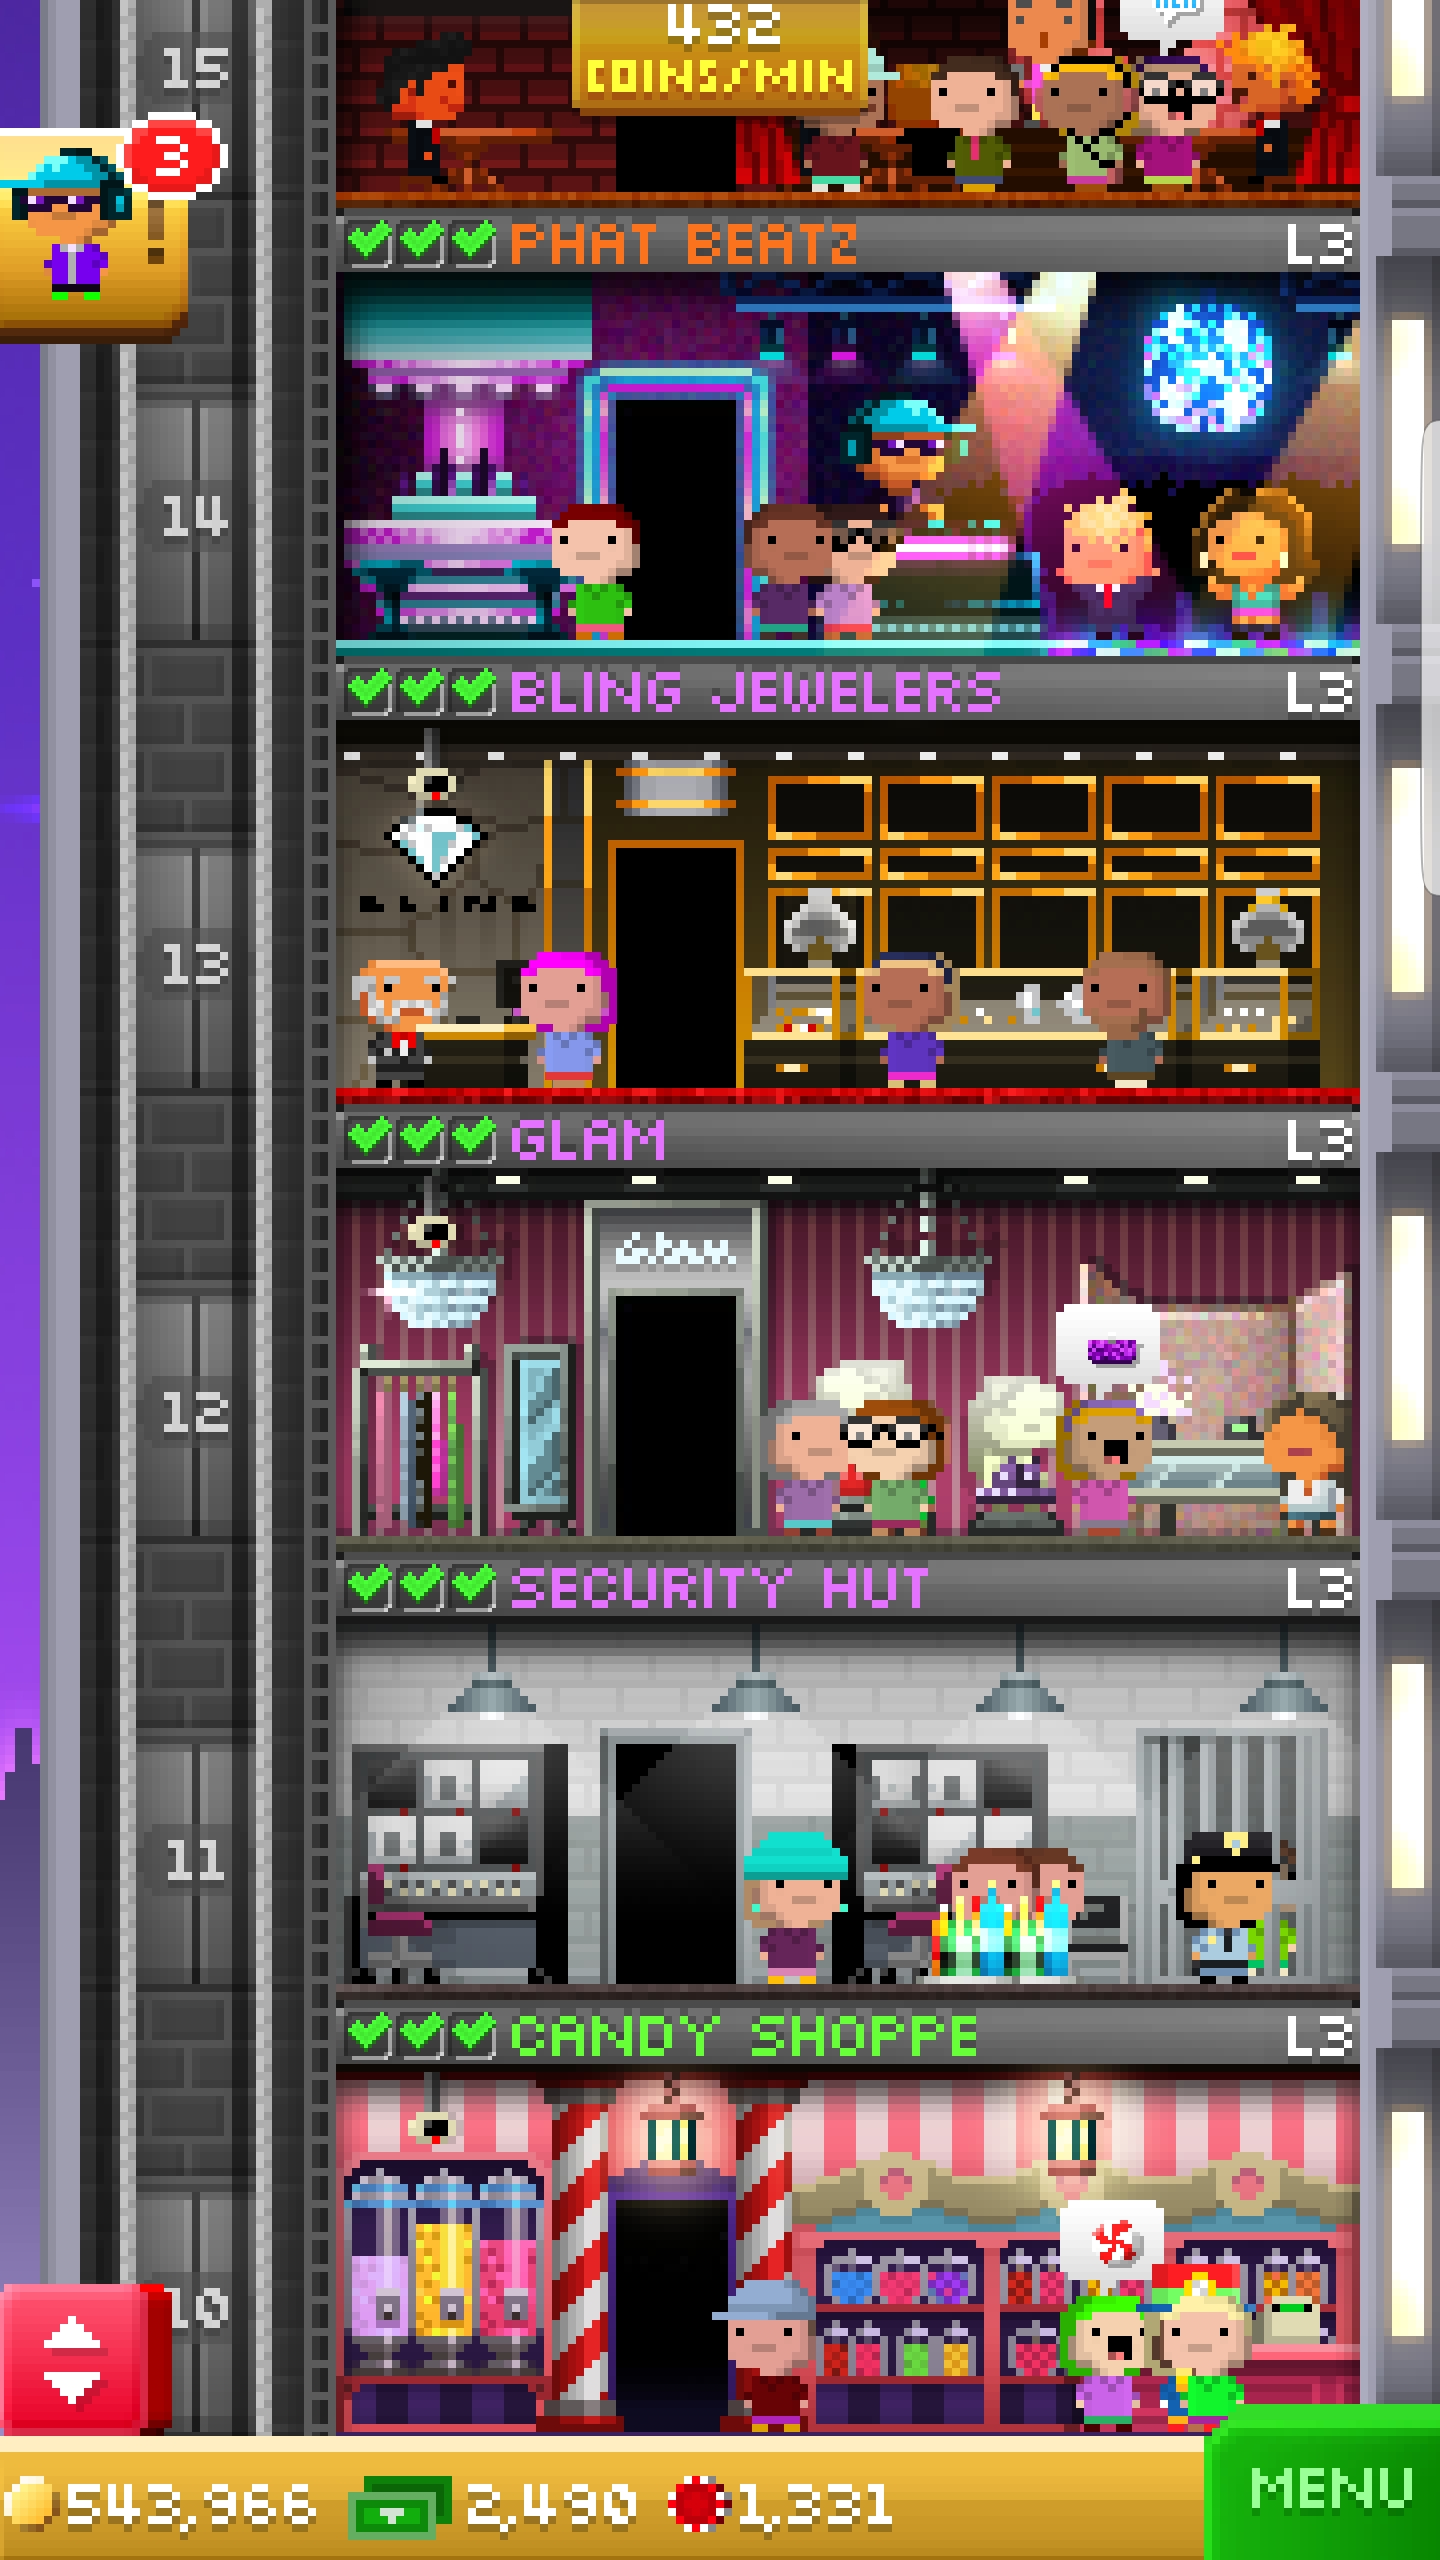 432
COINS/MIN
15
3
PHAT BEATZ L3
14
BLING JEWELERS L3
BLING
13
GLAM L3
Glam
12
SECURITY HUT L3
11
CANDY SHOPPE L3
10
543,966 2,490 1,331
MENU